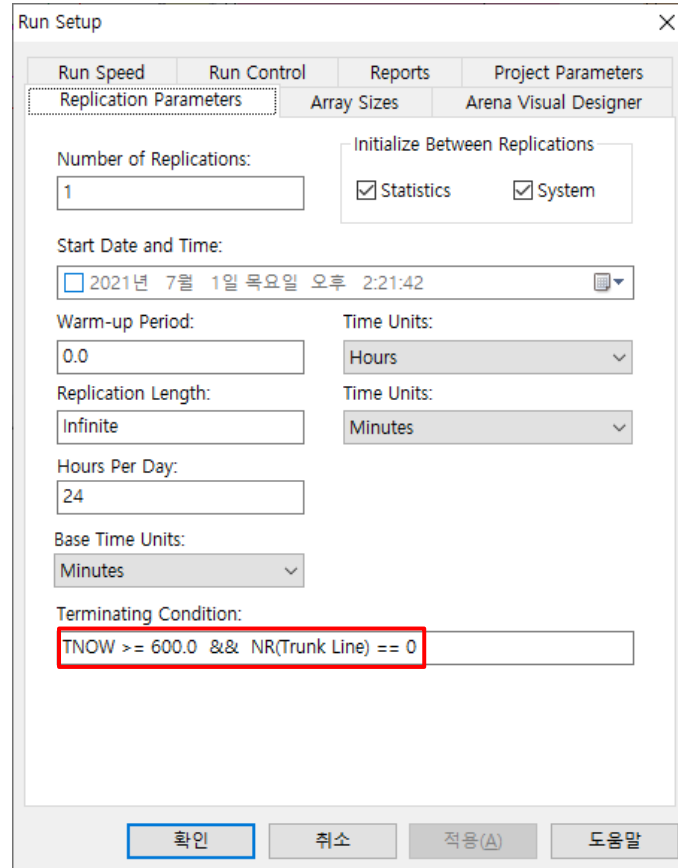 Run Setup
Run Speed Run Control Reports Project Parameters
Replication Parameters Array Sizes Arena Visual Designer
Number of Replications:
1
Initialize Between Replications
Statistics System
Start Date and Time:
2021년 7월 1일 목요일 오후 2:21:42
Warm-up Period: Time Units:
0.0 Hours
Replication Length: Time Units:
Infinite Minutes
Hours Per Day:
24
Base Time Units:
Minutes
Terminating Condition:
TNOW >= 600.0 && NR(Trunk Line) == 0
확인 취소 적용(A) 도움말